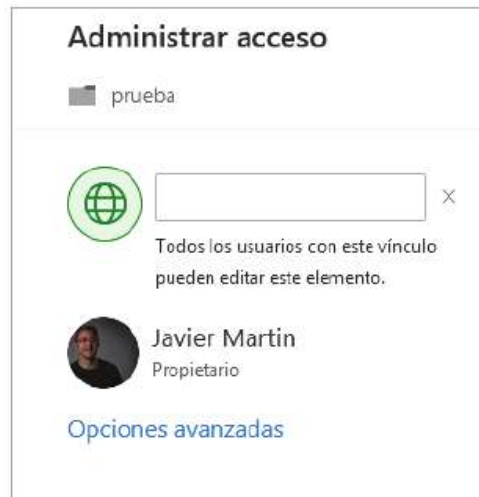 Administrar acceso
prueba
Todos los usuarios con este vínculo
pueden editar este elemento.
Javier Martin
Propietario
Opciones avanzadas